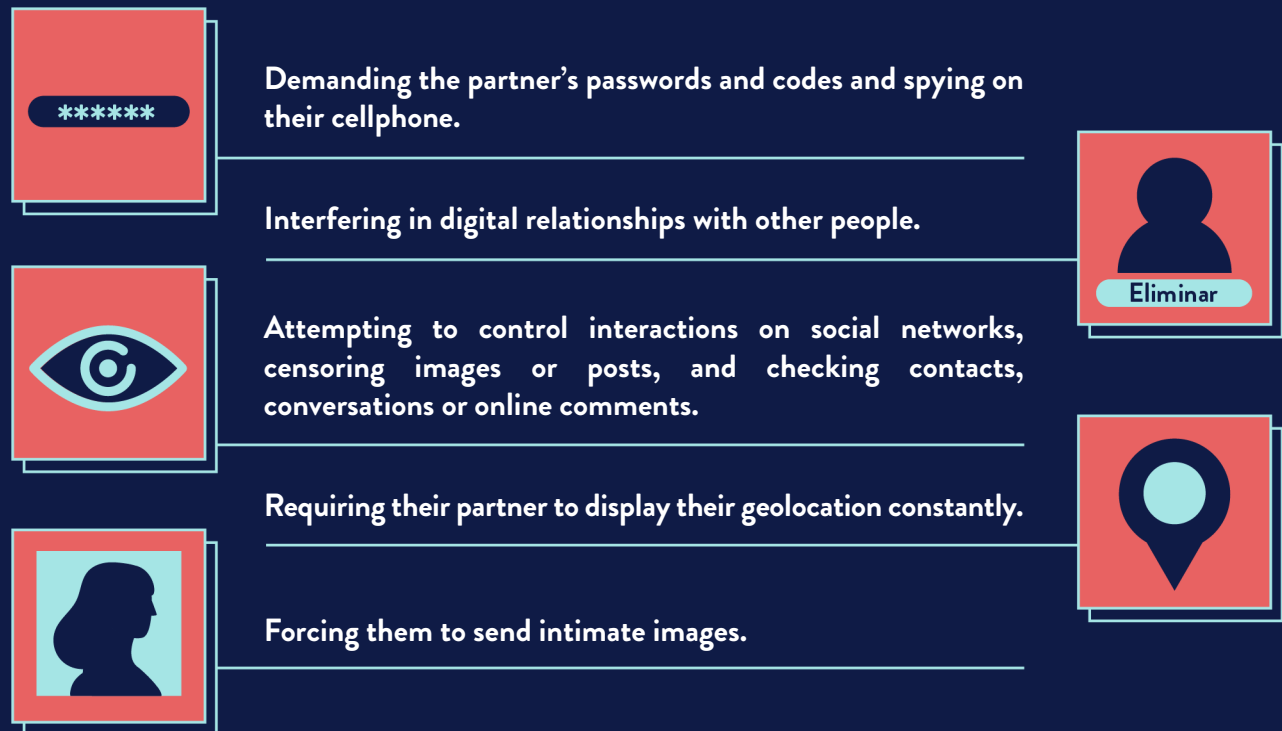 ******
Demanding the partner's passwords and codes and spying on
their cellphone.
Interfering in digital relationships with other people.
Eliminar
Attempting to control interactions on social networks,
censoring images or posts, and checking contacts,
conversations or online comments.
Requiring their partner to display their geolocation constantly.
Forcing them to send intimate images.